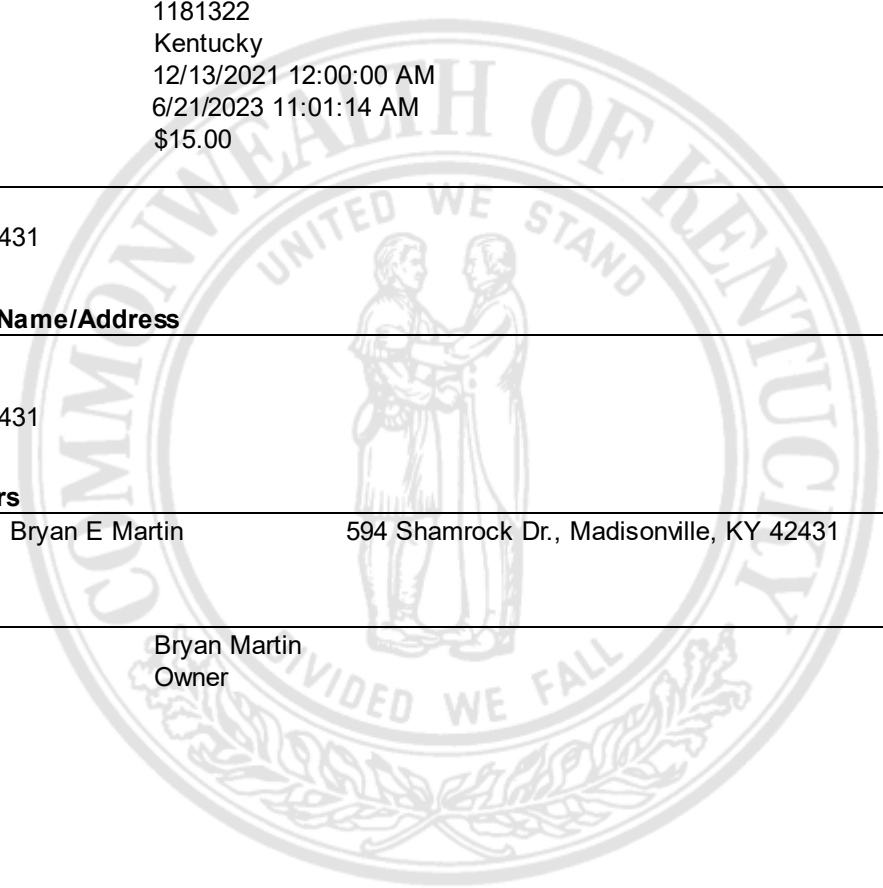 1181322
Kentucky
12/13/2021 12:00:00 AM
6/21/2023 11:01:14 AM
$15.00
COMMONWEALTH OF KENTUCKY
UNITED WE STAND
431
Name/Address
431
rs
Bryan E Martin 594 Shamrock Dr., Madisonville, KY 42431
Bryan Martin
Owner
DIVIDED WE FALL